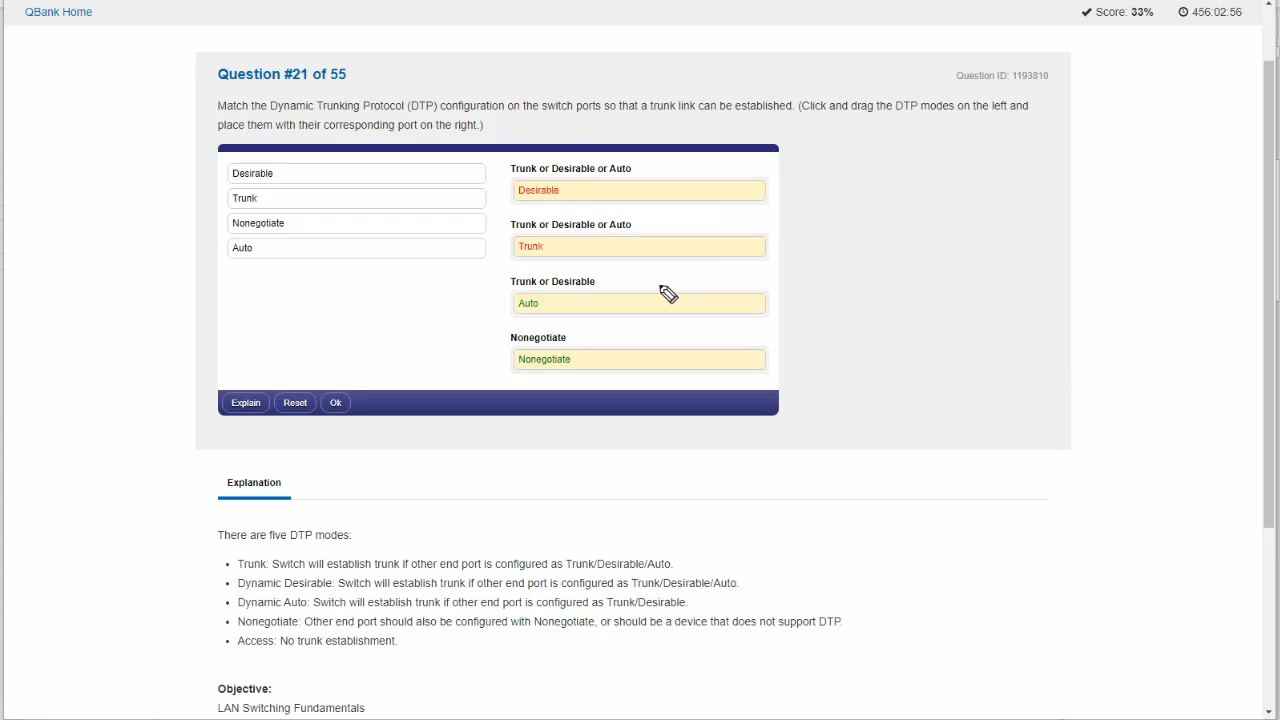 QBank Home
Score: 33%
456:02:56
Question #21 of 55
Question ID: 1193810
Match the Dynamic Trunking Protocol (DTP) configuration on the switch ports so that a trunk link can be established. (Click and drag the DTP modes on the left and
place them with their corresponding port on the right.)
Desirable
Trunk
Nonegotiate
Auto
Trunk or Desirable or Auto
Desirable
Trunk or Desirable or Auto
Trunk
Trunk or Desirable
Auto
Nonegotiate
Nonegotiate
Explain
Reset
Ok
Explanation
There are five DTP modes:
• Trunk: Switch will establish trunk if other end port is configured as Trunk/Desirable/Auto.
• Dynamic Desirable: Switch will establish trunk if other end port is configured as Trunk/Desirable/Auto.
• Dynamic Auto: Switch will establish trunk if other end port is configured as Trunk/Desirable.
• Nonegotiate: Other end port should also be configured with Nonegotiate, or should be a device that does not support DTP.
• Access: No trunk establishment.
Objective:
LAN Switching Fundamentals